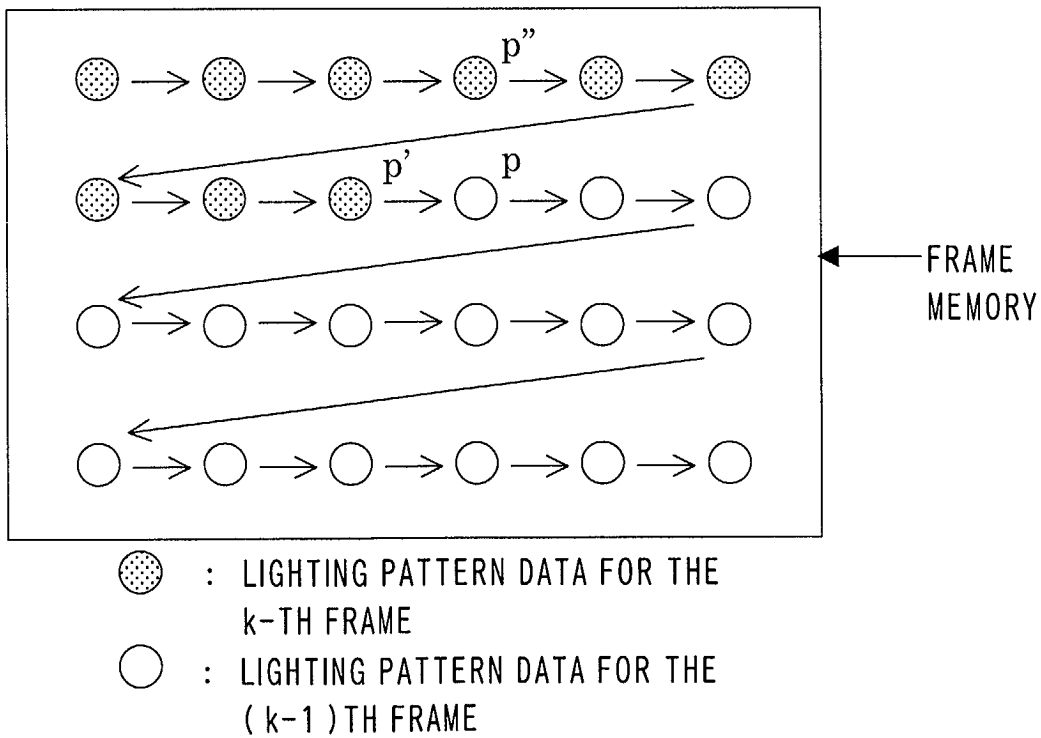 p”
p’ p
FRAME
MEMORY
: LIGHTING PATTERN DATA FOR THE
k-TH FRAME
: LIGHTING PATTERN DATA FOR THE
(k-1)TH FRAME